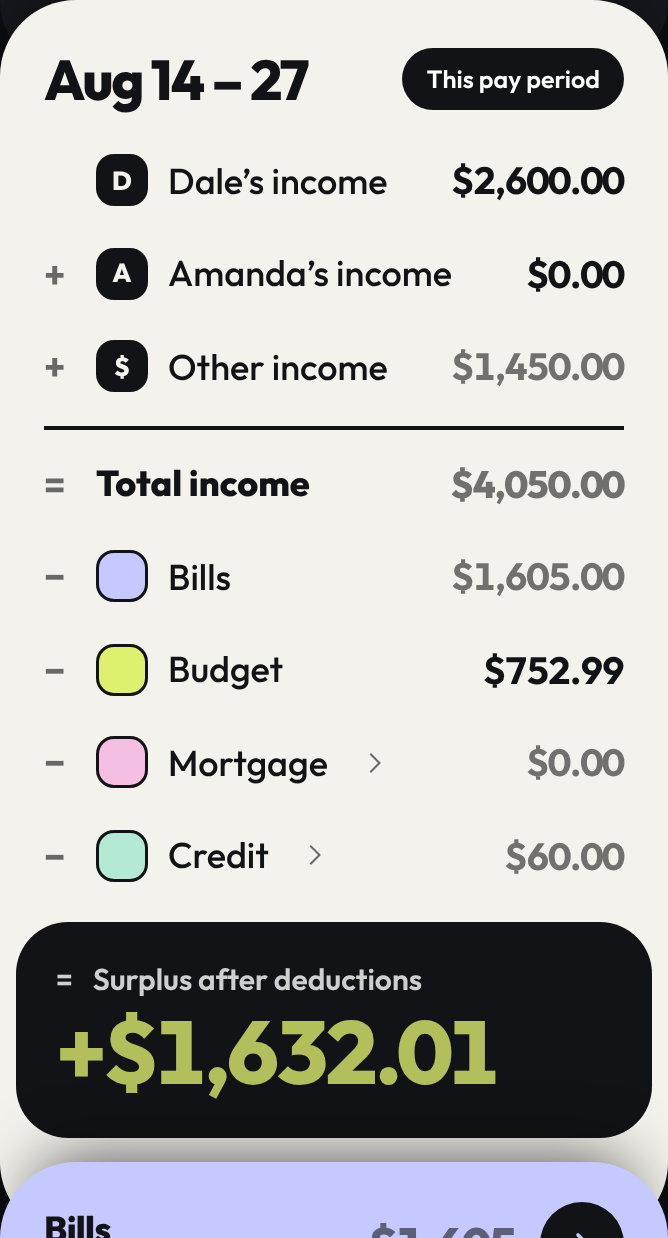 Aug 14 – 27 This pay period
D Dale’s income $2,600.00
+ A Amanda’s income $0.00
+ $ Other income $1,450.00
= Total income $4,050.00
− Bills $1,605.00
− Budget $752.99
− Mortgage > $0.00
− Credit > $60.00
= Surplus after deductions
+$1,632.01
Bills $1,605